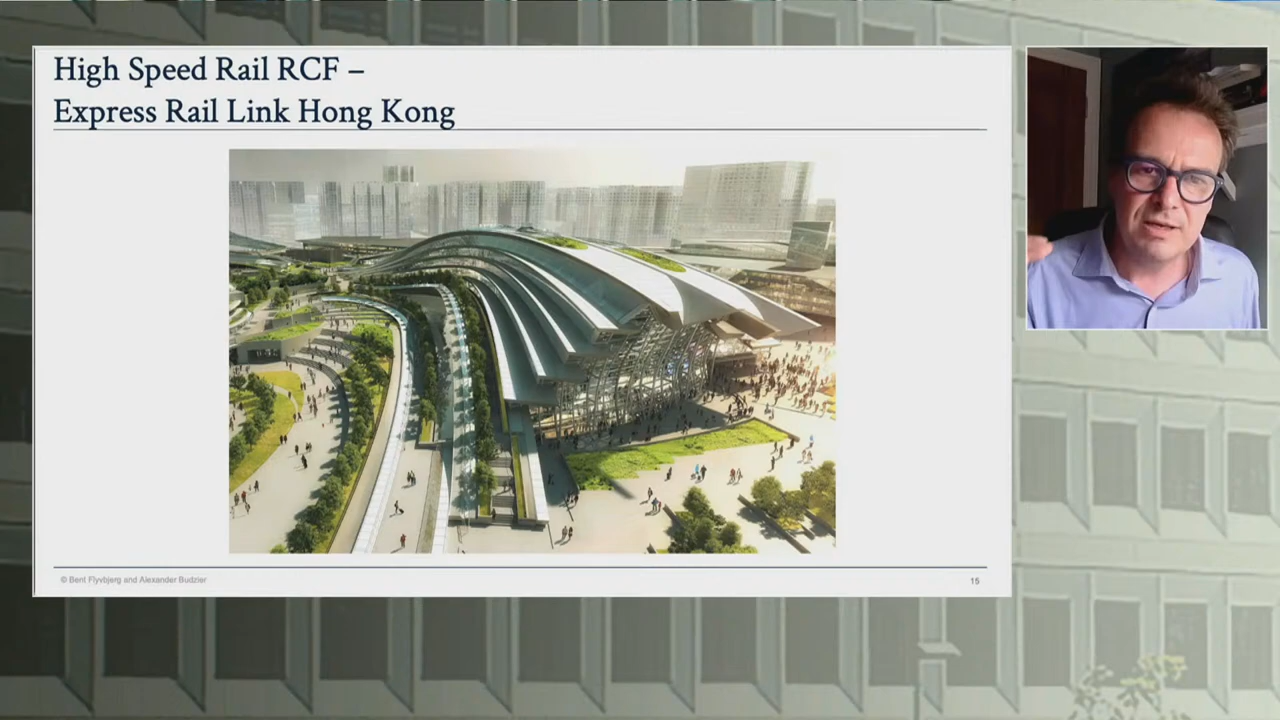 High Speed Rail RCF –
Express Rail Link Hong Kong
© Bent Flyvbjerg and Alexander Budzier
15